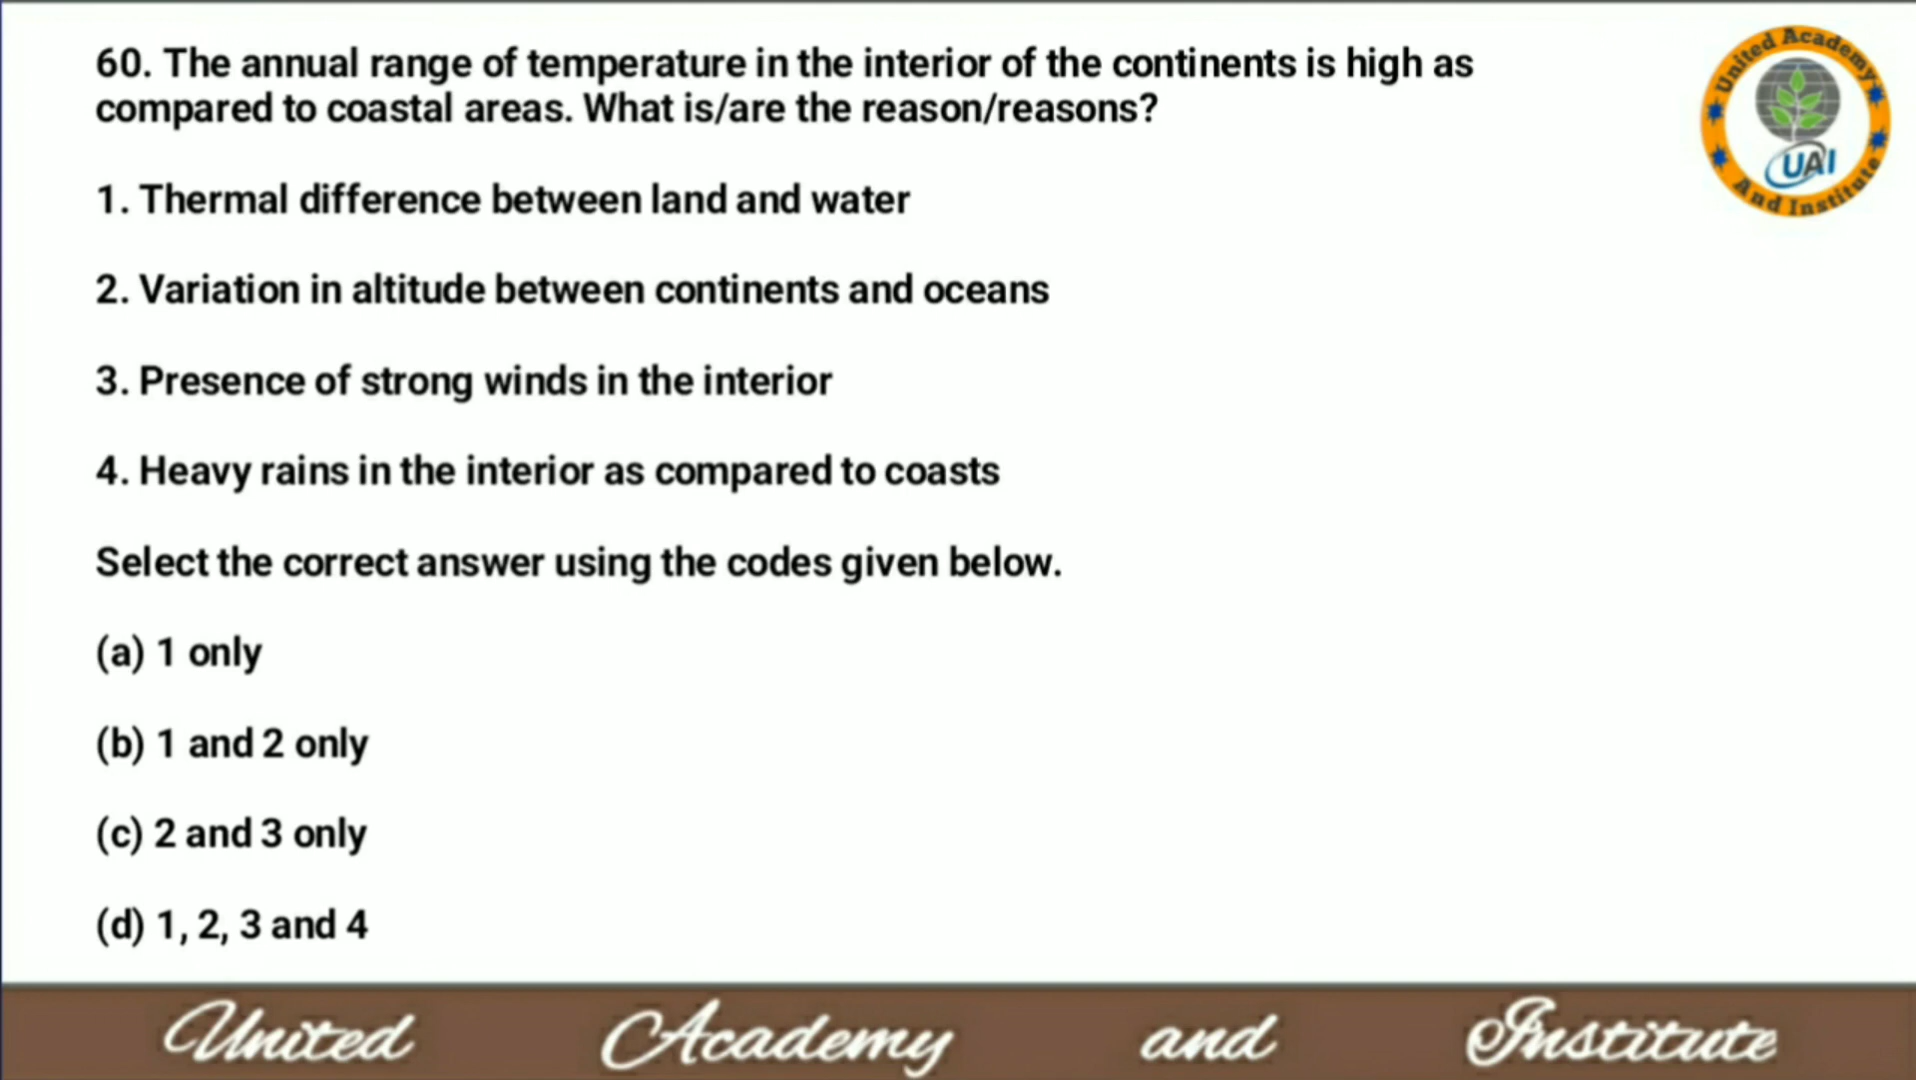 60. The annual range of temperature in the interior of the continents is high as
compared to coastal areas. What is/are the reason/reasons?
1. Thermal difference between land and water
2. Variation in altitude between continents and oceans
3. Presence of strong winds in the interior
4. Heavy rains in the interior as compared to coasts
Select the correct answer using the codes given below.
(a) 1 only
(b) 1 and 2 only
(c) 2 and 3 only
(d) 1, 2, 3 and 4
United Academy
UAI
And Institute
United Academy and Institute